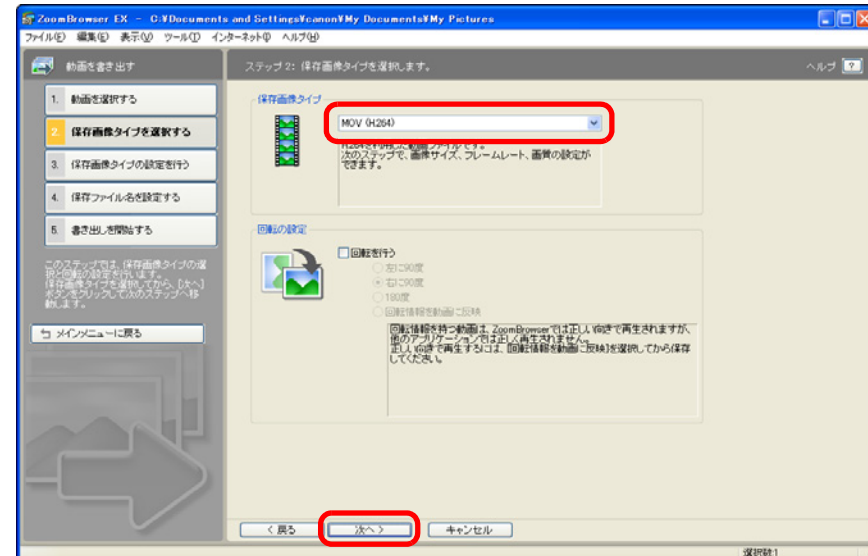 ZoomBrowser EX - C:¥Documents and Settings¥canon¥My Documents¥My Pictures
ファイル(F) 編集(E) 表示(V) ツール(T) インターネット(I) ヘルプ(H)
動画を書き出す
ステップ2: 保存画像タイプを選択します。
ヘルプ ?
1. 動画を選択する
2. 保存画像タイプを選択する
3. 保存画像タイプの設定を行う
4. 保存ファイル名を設定する
5. 書き出しを開始する
このステップでは、保存画像タイプの選
択と回転の設定を行います。
保存画像タイプを選択してから、[次へ]
ボタンをクリックして次のステップへ移
動します。
メインメニューに戻る
保存画像タイプ
MOV (H.264)
H.264を利用した動画ファイルです。
次のステップで、画像サイズ、フレームレート、画質の設定が
できます。
回転の設定
回転を行う
左に90度
右に90度
180度
回転情報を動画に反映
回転情報を持つ動画は、ZoomBrowserでは正しい向きで再生されますが、
他のアプリケーションでは正しく再生されません。
正しい向きで再生するには、[回転情報を動画に反映]を選択してから保存
してください。
< 戻る
次へ >
キャンセル
選択数:1